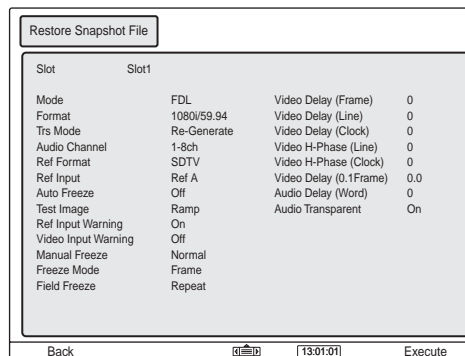 Restore Snapshot File
Slot Slot1
Mode FDL Video Delay (Frame) 0
Format 1080i/59.94 Video Delay (Line) 0
Trs Mode Re-Generate Video Delay (Clock) 0
Audio Channel 1-8ch Video H-Phase (Line) 0
Ref Format SDTV Video H-Phase (Clock) 0
Ref Input Ref A Video Delay (0.1Frame) 0.0
Auto Freeze Off Audio Delay (Word) 0
Test Image Ramp Audio Transparent On
Ref Input Warning On
Video Input Warning Off
Manual Freeze Normal
Freeze Mode Frame
Field Freeze Repeat
Back 13:01:01 Execute